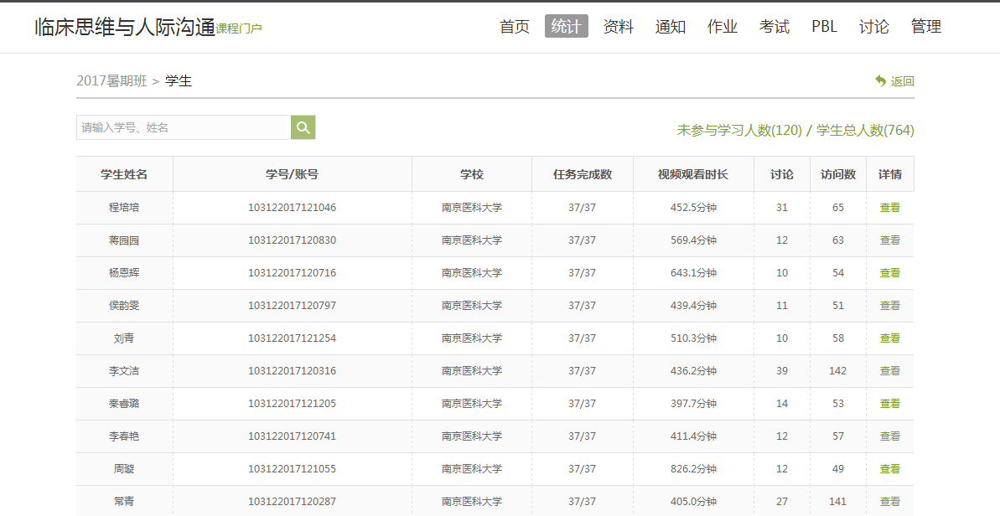 临床思维与人际沟通课程门户 首页 统计 资料 通知 作业 考试 PBL 讨论 管理
2017暑期班 > 学生 返回
请输入学号、姓名
未参与学习人数(120) / 学生总人数(764)
学生姓名 学号/账号 学校 任务完成数 视频观看时长 讨论 访问数 详情
程培培 103122017121046 南京医科大学 37/37 452.5分钟 31 65 查看
蒋园园 103122017120830 南京医科大学 37/37 569.4分钟 12 63 查看
杨恩辉 103122017120716 南京医科大学 37/37 643.1分钟 10 54 查看
侯韵雯 103122017120797 南京医科大学 37/37 439.4分钟 11 51 查看
刘青 103122017121254 南京医科大学 37/37 510.3分钟 10 58 查看
李文洁 103122017120316 南京医科大学 37/37 436.2分钟 39 142 查看
秦睿璐 103122017121205 南京医科大学 37/37 397.7分钟 14 53 查看
李春艳 103122017120741 南京医科大学 37/37 411.4分钟 12 57 查看
周璇 103122017121055 南京医科大学 37/37 826.2分钟 12 49 查看
常青 103122017120287 南京医科大学 37/37 405.0分钟 27 141 查看